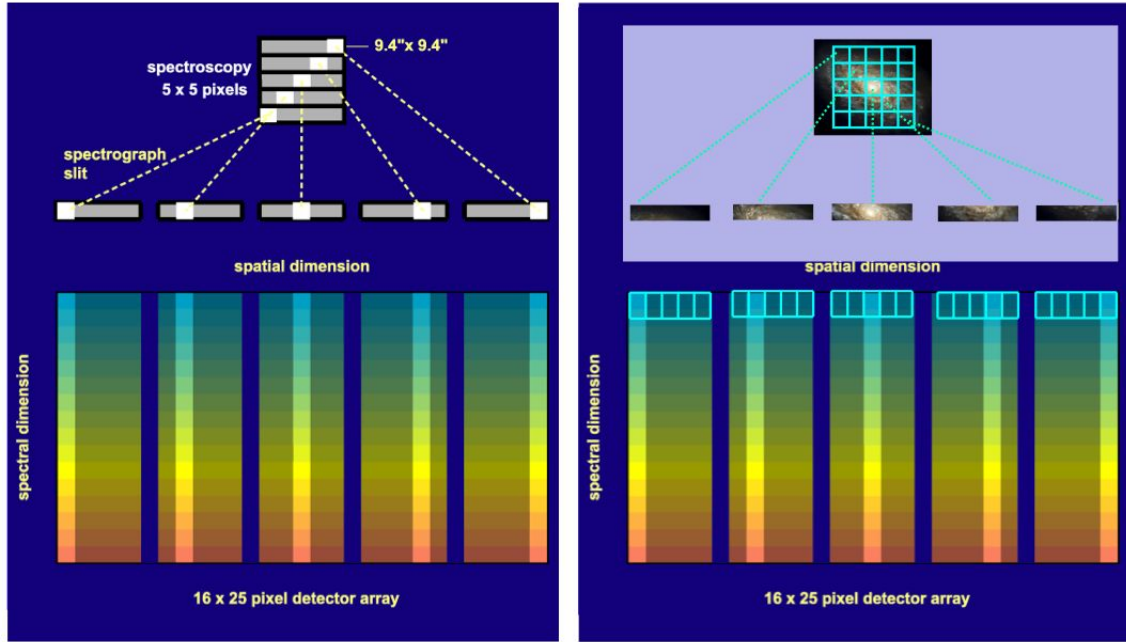 9.4"x 9.4"
spectroscopy
5 x 5 pixels
spectrograph
slit
spatial dimension
spectral dimension
16 x 25 pixel detector array
spatial dimension
spectral dimension
16 x 25 pixel detector array